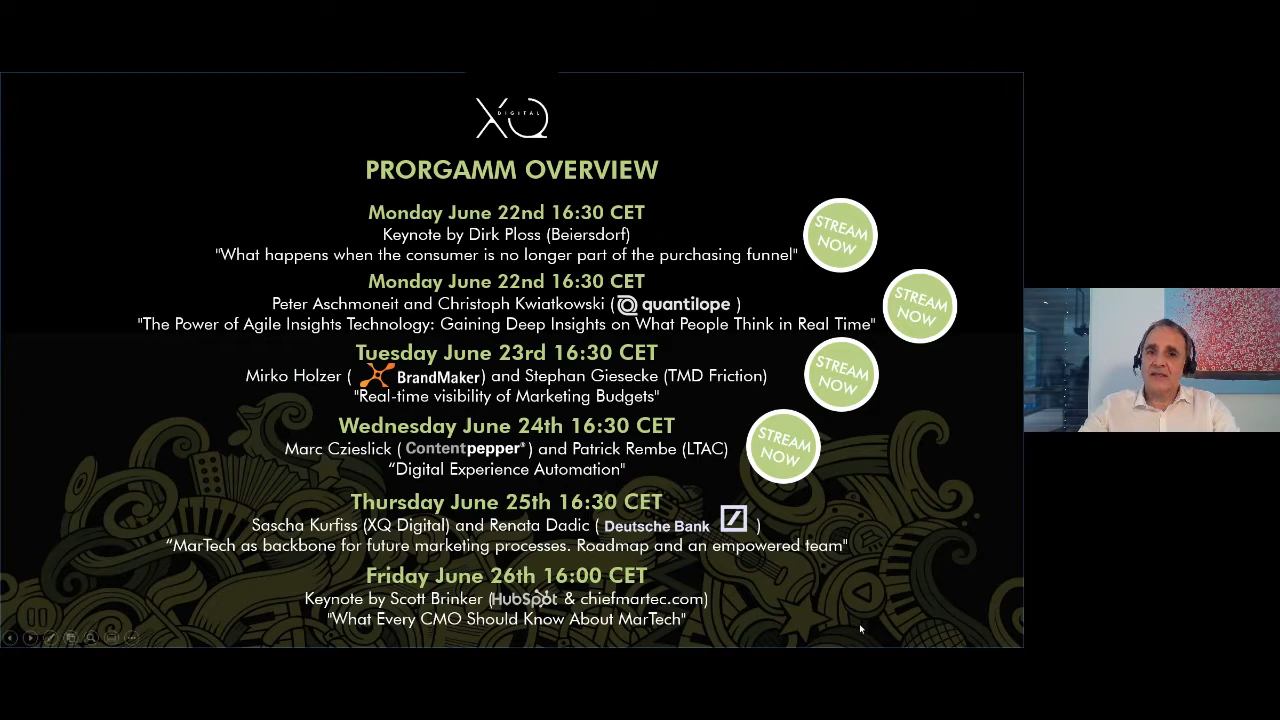 XQ
DIGITAL
PRORGAMM OVERVIEW
Monday June 22nd 16:30 CET
Keynote by Dirk Ploss (Beiersdorf)
"What happens when the consumer is no longer part of the purchasing funnel"
STREAM
NOW
Monday June 22nd 16:30 CET
Peter Aschmoneit and Christoph Kwiatkowski ( quantilope )
"The Power of Agile Insights Technology: Gaining Deep Insights on What People Think in Real Time"
STREAM
NOW
Tuesday June 23rd 16:30 CET
Mirko Holzer ( BrandMaker) and Stephan Giesecke (TMD Friction)
"Real-time visibility of Marketing Budgets"
STREAM
NOW
Wednesday June 24th 16:30 CET
Marc Czieslick ( Contentpepper® ) and Patrick Rembe (LTAC)
“Digital Experience Automation"
STREAM
NOW
Thursday June 25th 16:30 CET
Sascha Kurfiss (XQ Digital) and Renata Dadic ( Deutsche Bank )
“MarTech as backbone for future marketing processes. Roadmap and an empowered team"
Friday June 26th 16:00 CET
Keynote by Scott Brinker (HubSpot & chiefmartec.com)
"What Every CMO Should Know About MarTech"